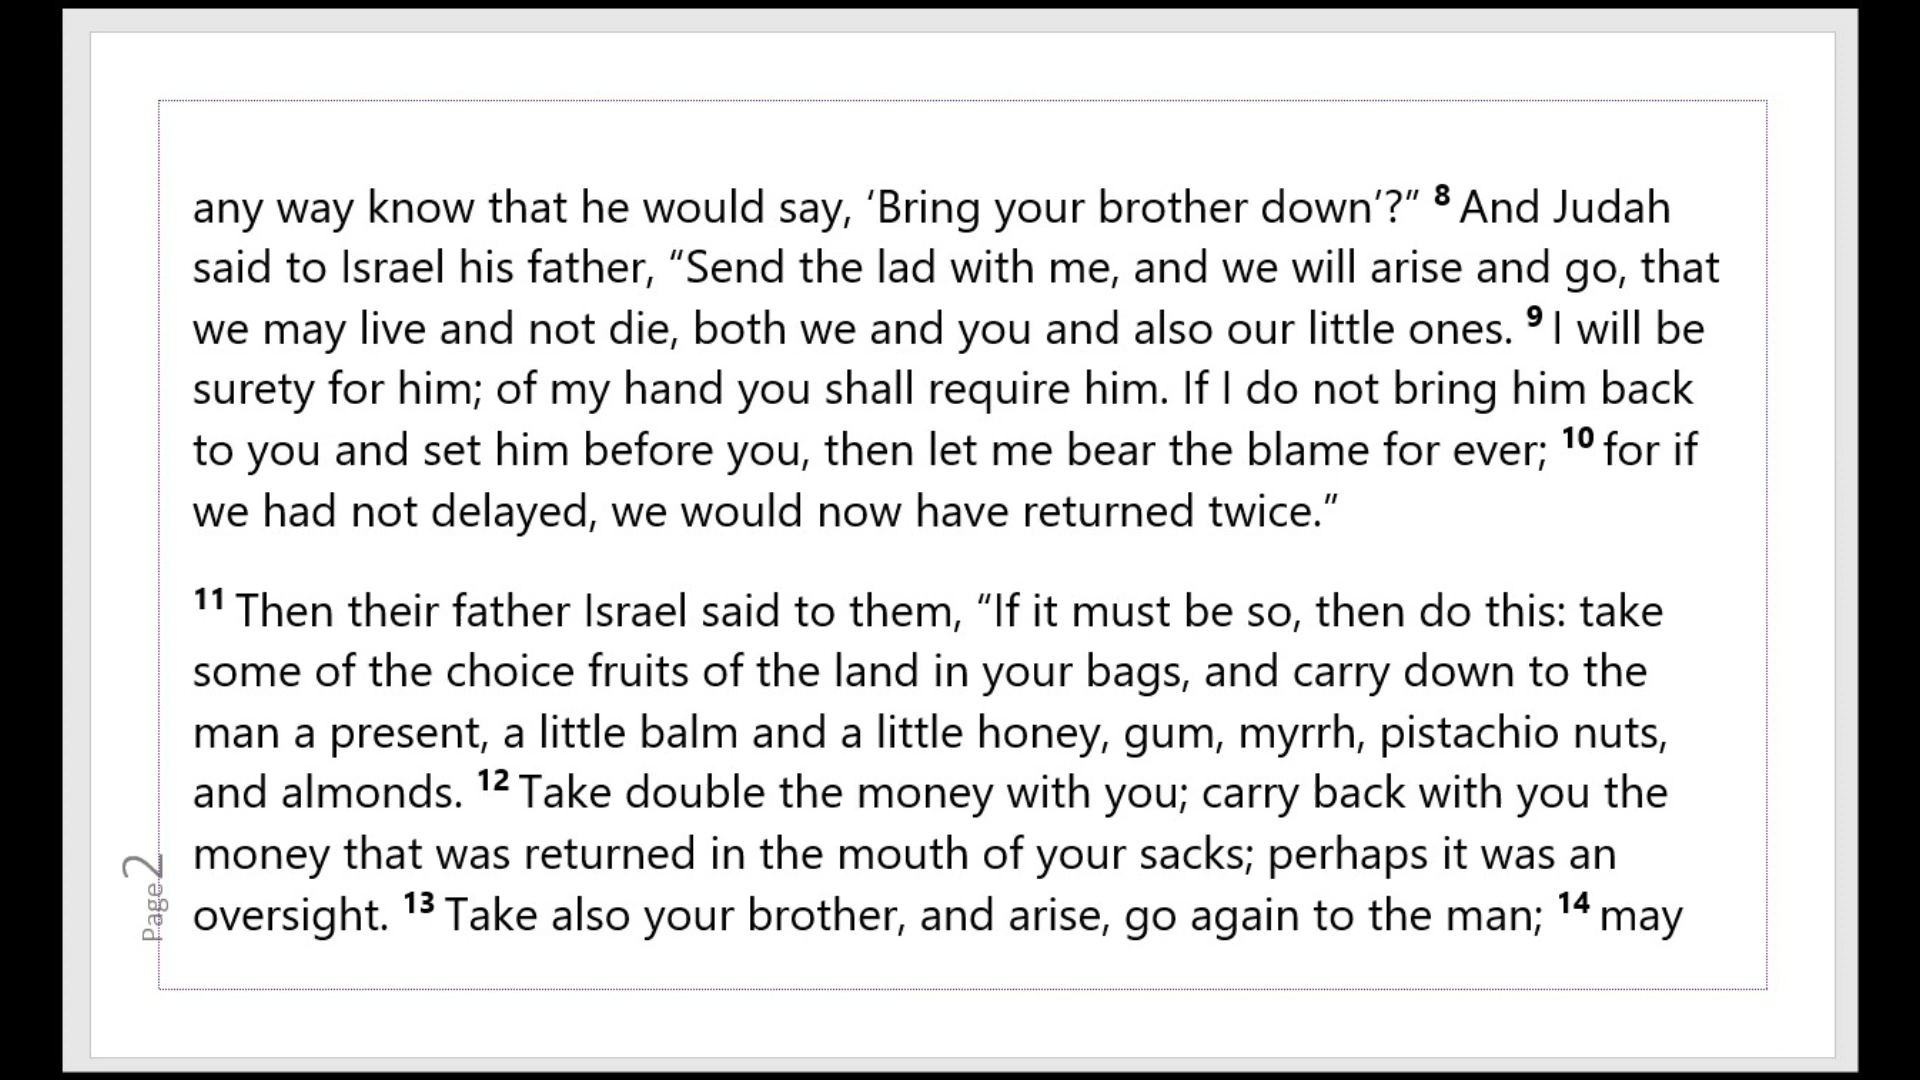 any way know that he would say, ‘Bring your brother down’?” 8 And Judah
said to Israel his father, “Send the lad with me, and we will arise and go, that
we may live and not die, both we and you and also our little ones. 9 I will be
surety for him; of my hand you shall require him. If I do not bring him back
to you and set him before you, then let me bear the blame for ever; 10 for if
we had not delayed, we would now have returned twice.”
11 Then their father Israel said to them, “If it must be so, then do this: take
some of the choice fruits of the land in your bags, and carry down to the
man a present, a little balm and a little honey, gum, myrrh, pistachio nuts,
and almonds. 12 Take double the money with you; carry back with you the
money that was returned in the mouth of your sacks; perhaps it was an
oversight. 13 Take also your brother, and arise, go again to the man; 14 may
Page 2